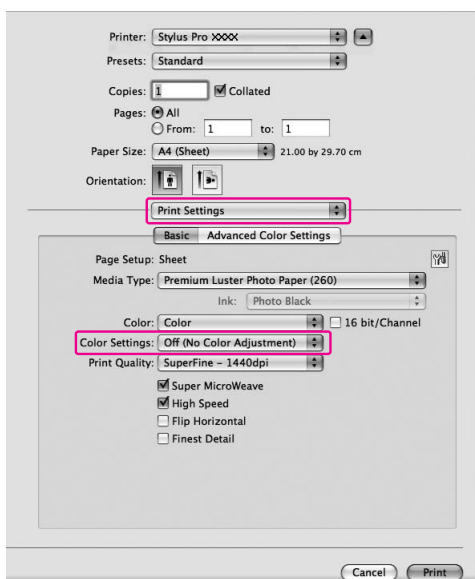 Printer: Stylus Pro XXXX
Presets: Standard
Copies: 1 Collated
Pages: All
From: 1 to: 1
Paper Size: A4 (Sheet) 21.00 by 29.70 cm
Orientation:
Print Settings
Basic Advanced Color Settings
Page Setup: Sheet
Media Type: Premium Luster Photo Paper (260)
Ink: Photo Black
Color: Color 16 bit/Channel
Color Settings: Off (No Color Adjustment)
Print Quality: SuperFine – 1440dpi
Super MicroWeave
High Speed
Flip Horizontal
Finest Detail
Cancel Print